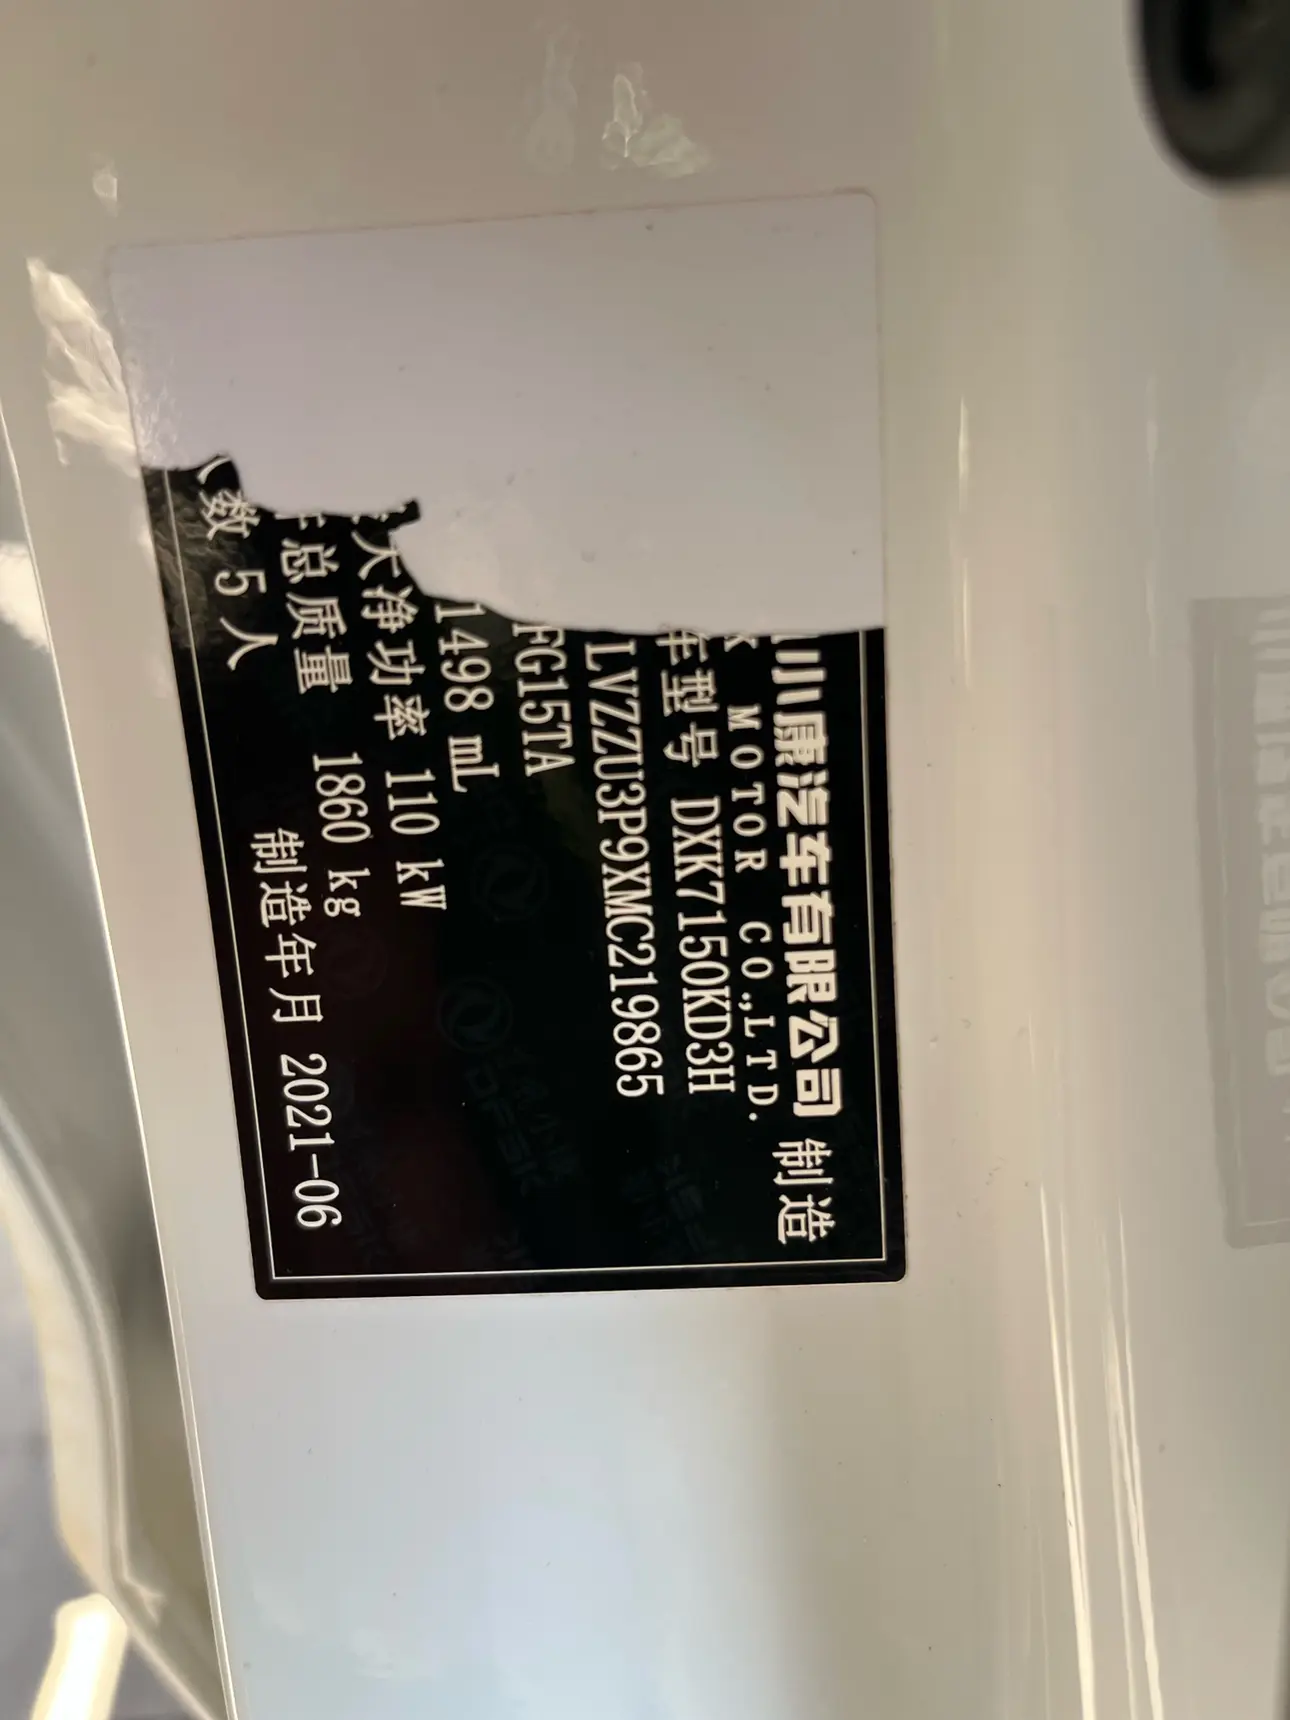 小康汽车有限公司 制造
MOTOR CO.,LTD.
车型号 DXK7150KD3H
LVZZU3P9XMC219865
FG15TA
1498 mL
大净功率 110 kW
总质量 1860 kg
数 5 人 制造年月 2021-06